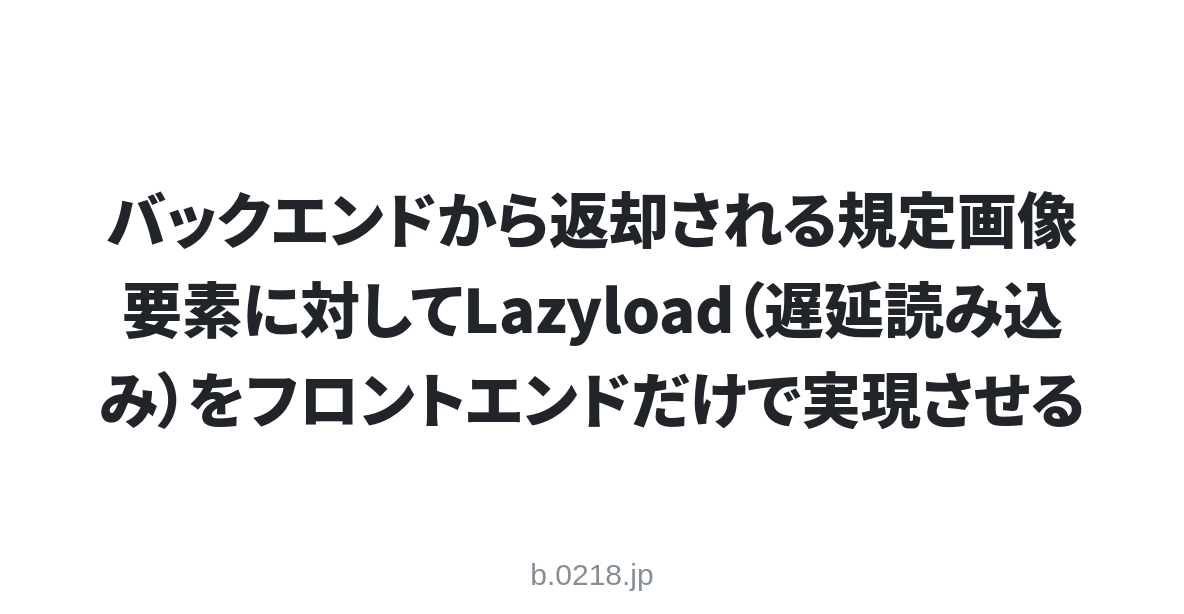 バックエンドから返却される規定画像
要素に対してLazyload（遅延読み込
み）をフロントエンドだけで実現させる
b.0218.jp